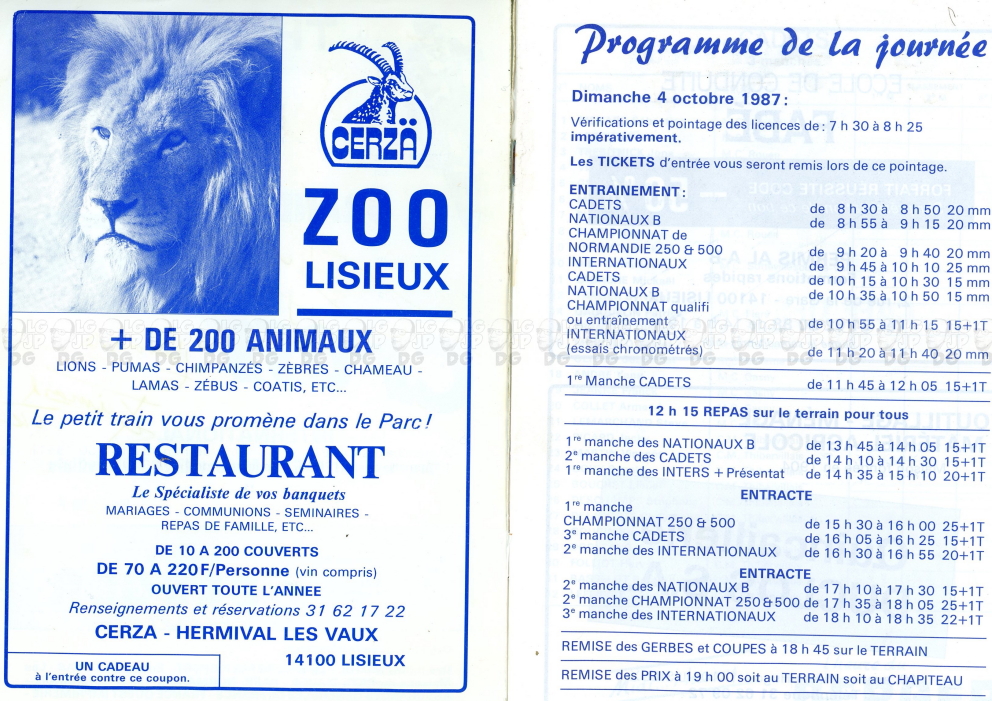 CERZÄ
ZOO
LISIEUX
+ DE 200 ANIMAUX
LIONS - PUMAS - CHIMPANZÉS - ZÈBRES - CHAMEAU -
LAMAS - ZÉBUS - COATIS, ETC...
Le petit train vous promène dans le Parc !
RESTAURANT
Le Spécialiste de vos banquets
MARIAGES - COMMUNIONS - SEMINAIRES -
REPAS DE FAMILLE, ETC...
DE 10 A 200 COUVERTS
DE 70 A 220 F/Personne (vin compris)
OUVERT TOUTE L'ANNEE
Renseignements et réservations 31 62 17 22
CERZA - HERMIVAL LES VAUX
14100 LISIEUX
UN CADEAU
à l'entrée contre ce coupon.
Programme de la journée
Dimanche 4 octobre 1987 :
Vérifications et pointage des licences de : 7 h 30 à 8 h 25
impérativement.
Les TICKETS d'entrée vous seront remis lors de ce pointage.
ENTRAINEMENT :
CADETS de 8 h 30 à 8 h 50 20 mm
NATIONAUX B de 8 h 55 à 9 h 15 20 mm
CHAMPIONNAT de
NORMANDIE 250 & 500 de 9 h 20 à 9 h 40 20 mm
INTERNATIONAUX de 9 h 45 à 10 h 10 25 mm
CADETS de 10 h 15 à 10 h 30 15 mm
NATIONAUX B de 10 h 35 à 10 h 50 15 mm
CHAMPIONNAT qualifi
ou entraînement de 10 h 55 à 11 h 15 15+1T
INTERNATIONAUX
(essais chronométrés) de 11 h 20 à 11 h 40 20 mm
1re Manche CADETS de 11 h 45 à 12 h 05 15+1T
12 h 15 REPAS sur le terrain pour tous
1re manche des NATIONAUX B de 13 h 45 à 14 h 05 15+1T
2e manche des CADETS de 14 h 10 à 14 h 30 15+1T
1re manche des INTERS + Présentat de 14 h 35 à 15 h 10 20+1T
ENTRACTE
1re manche
CHAMPIONNAT 250 & 500 de 15 h 30 à 16 h 00 25+1T
3e manche CADETS de 16 h 05 à 16 h 25 15+1T
2e manche des INTERNATIONAUX de 16 h 30 à 16 h 55 20+1T
ENTRACTE
2e manche des NATIONAUX B de 17 h 10 à 17 h 30 15+1T
2e manche CHAMPIONNAT 250 & 500 de 17 h 35 à 18 h 05 25+1T
3e manche des INTERNATIONAUX de 18 h 10 à 18 h 35 22+1T
REMISE des GERBES et COUPES à 18 h 45 sur le TERRAIN
REMISE des PRIX à 19 h 00 soit au TERRAIN soit au CHAPITEAU